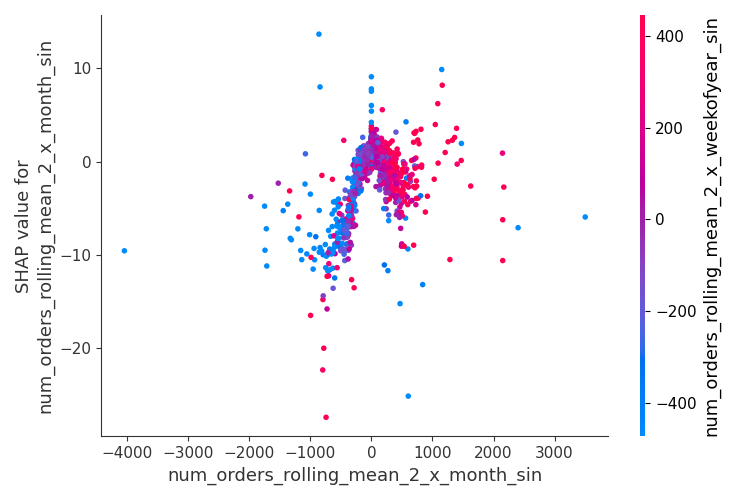 SHAP value for
num_orders_rolling_mean_2_x_month_sin
10
0
−10
−20
−4000 −3000 −2000 −1000 0 1000 2000 3000
num_orders_rolling_mean_2_x_month_sin
400
200
0
−200
−400
num_orders_rolling_mean_2_x_weekofyear_sin